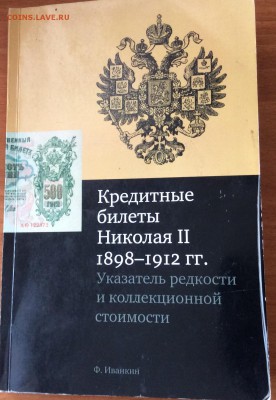 COINS.LAVE.RU
500
Кредитные
билеты
Николая II
1898–1912 гг.
Указатель редкости
и коллекционной
стоимости
Ф. Иванкин